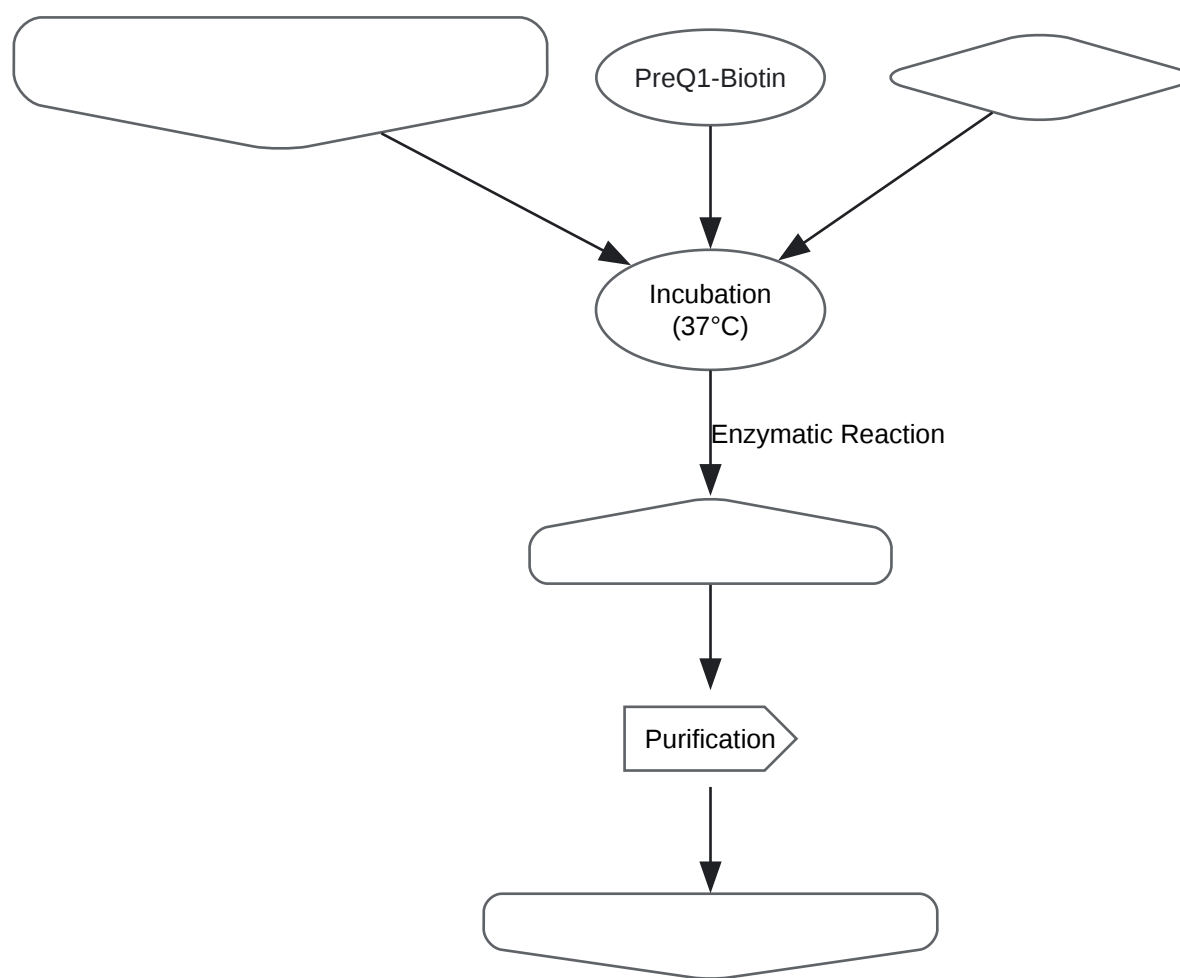 PreQ1-Biotin
Incubation
(37°C)
Enzymatic Reaction
Purification